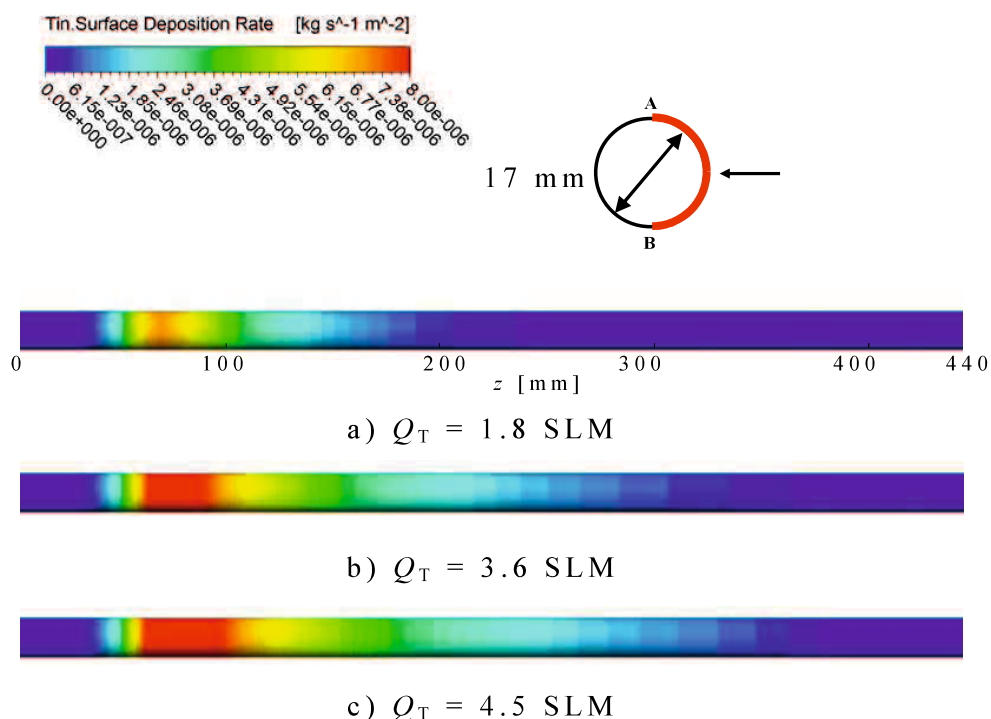 Tin.Surface Deposition Rate [kg s^-1 m^-2]
0.00e+000 6.15e-007 1.23e-006 1.85e-006 2.46e-006 3.08e-006 3.69e-006 4.31e-006 4.92e-006 5.54e-006 6.15e-006 6.77e-006 7.38e-006 8.00e-006
A
17 mm
B
0 100 200 300 400 440
z [mm]
a) QT = 1.8 SLM
b) QT = 3.6 SLM
c) QT = 4.5 SLM